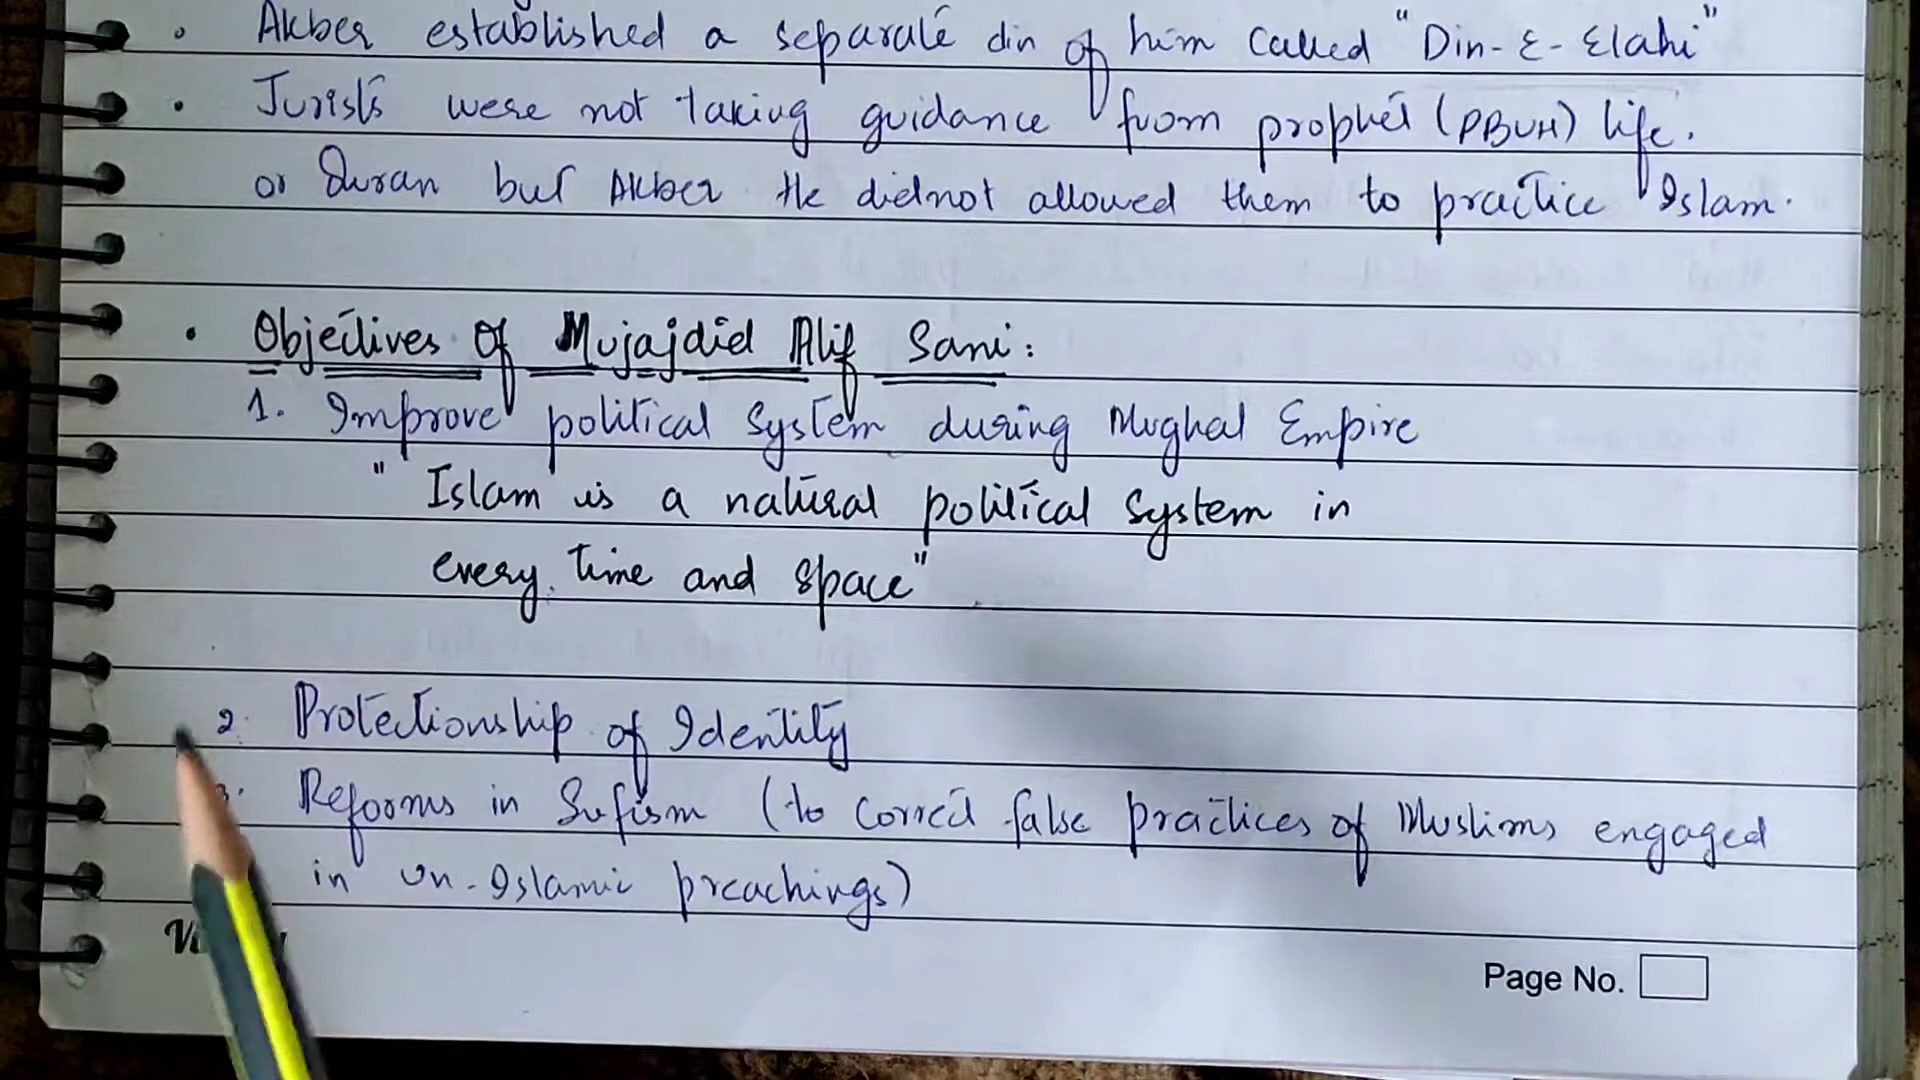 • Akber established a separate din of him called "Din-E-Elahi"
• Jurists were not taking guidance from prophet (PBUH) life.
or Quran but Akber He didnot allowed them to practice Islam.
• Objectives Of Mujajdid Alif Sani:
1. Improve political System during Mughal Empire
" Islam is a natural political System in
every time and space"
2. Protectionship of Identity
3. Reforms in Sufism (to correct false practices of Muslims engaged
in un-Islamic preachings)
Page No.